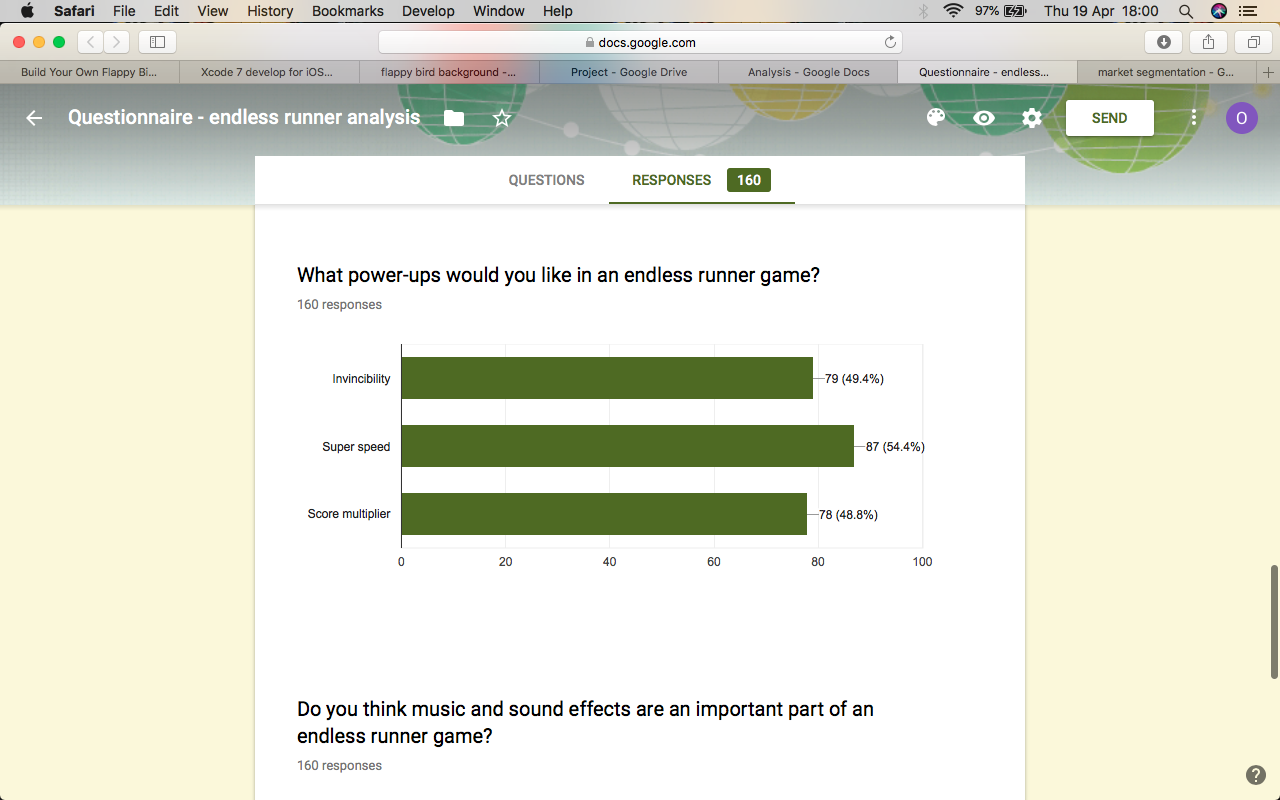 Safari File Edit View History Bookmarks Develop Window Help 97% Thu 19 Apr 18:00
docs.google.com
Build Your Own Flappy Bi... Xcode 7 develop for iOS... flappy bird background -... Project - Google Drive Analysis - Google Docs Questionnaire - endless... market segmentation - G...
Questionnaire - endless runner analysis SEND O
QUESTIONS RESPONSES 160
What power-ups would you like in an endless runner game?
160 responses
Invincibility 79 (49.4%)
Super speed 87 (54.4%)
Score multiplier 78 (48.8%)
0 20 40 60 80 100
Do you think music and sound effects are an important part of an
endless runner game?
160 responses